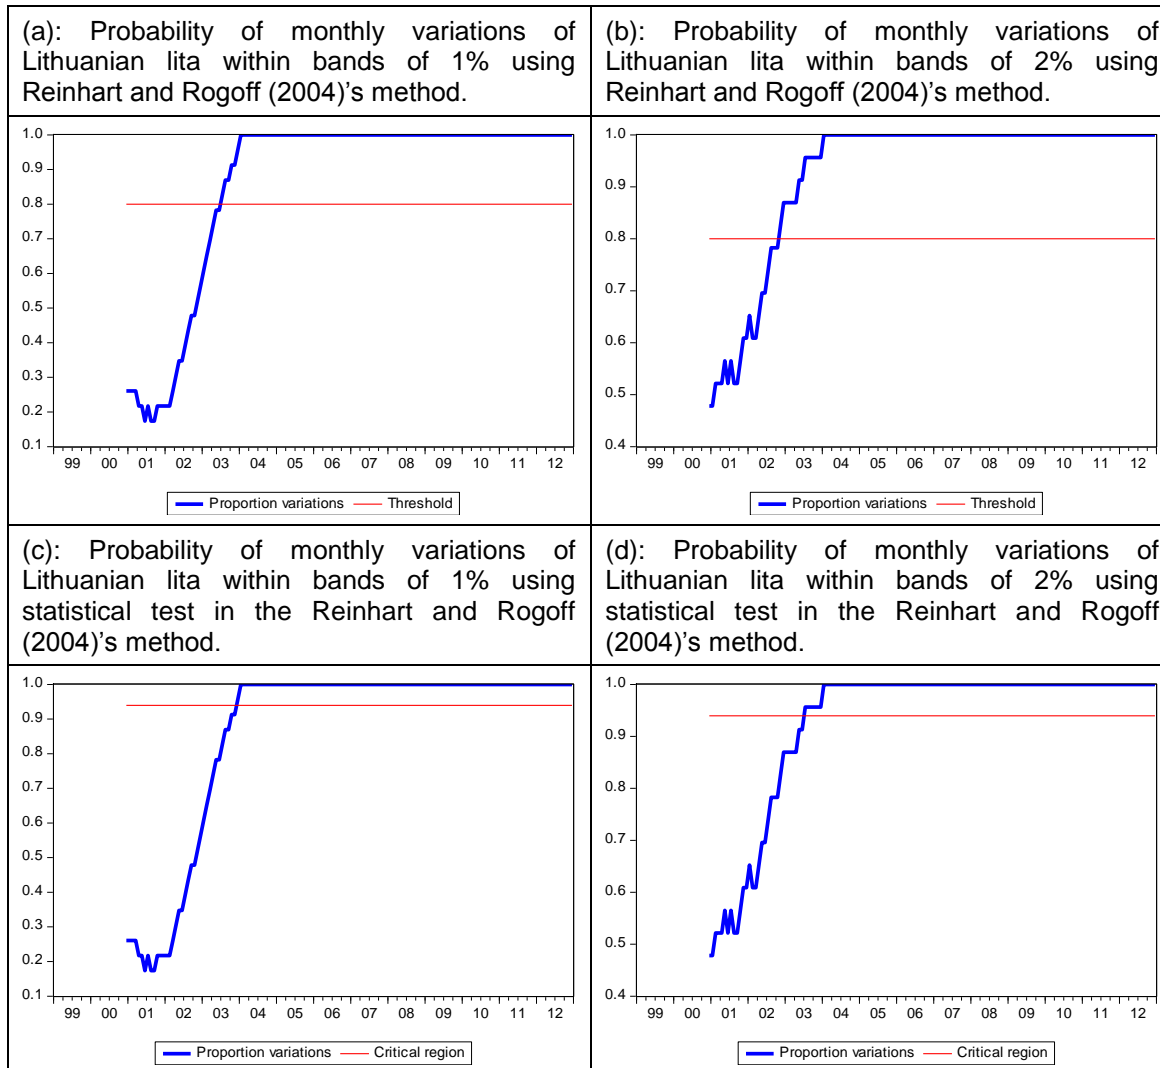 (a): Probability of monthly variations of
Lithuanian lita within bands of 1% using
Reinhart and Rogoff (2004)'s method.
(b): Probability of monthly variations of
Lithuanian lita within bands of 2% using
Reinhart and Rogoff (2004)'s method.
1.0
0.9
0.8
0.7
0.6
0.5
0.4
0.3
0.2
0.1
99 00 01 02 03 04 05 06 07 08 09 10 11 12
Proportion variations Threshold
1.0
0.9
0.8
0.7
0.6
0.5
0.4
99 00 01 02 03 04 05 06 07 08 09 10 11 12
Proportion variations Threshold
(c): Probability of monthly variations of
Lithuanian lita within bands of 1% using
statistical test in the Reinhart and Rogoff
(2004)'s method.
(d): Probability of monthly variations of
Lithuanian lita within bands of 2% using
statistical test in the Reinhart and Rogoff
(2004)'s method.
1.0
0.9
0.8
0.7
0.6
0.5
0.4
0.3
0.2
0.1
99 00 01 02 03 04 05 06 07 08 09 10 11 12
Proportion variations Critical region
1.0
0.9
0.8
0.7
0.6
0.5
0.4
99 00 01 02 03 04 05 06 07 08 09 10 11 12
Proportion variations Critical region